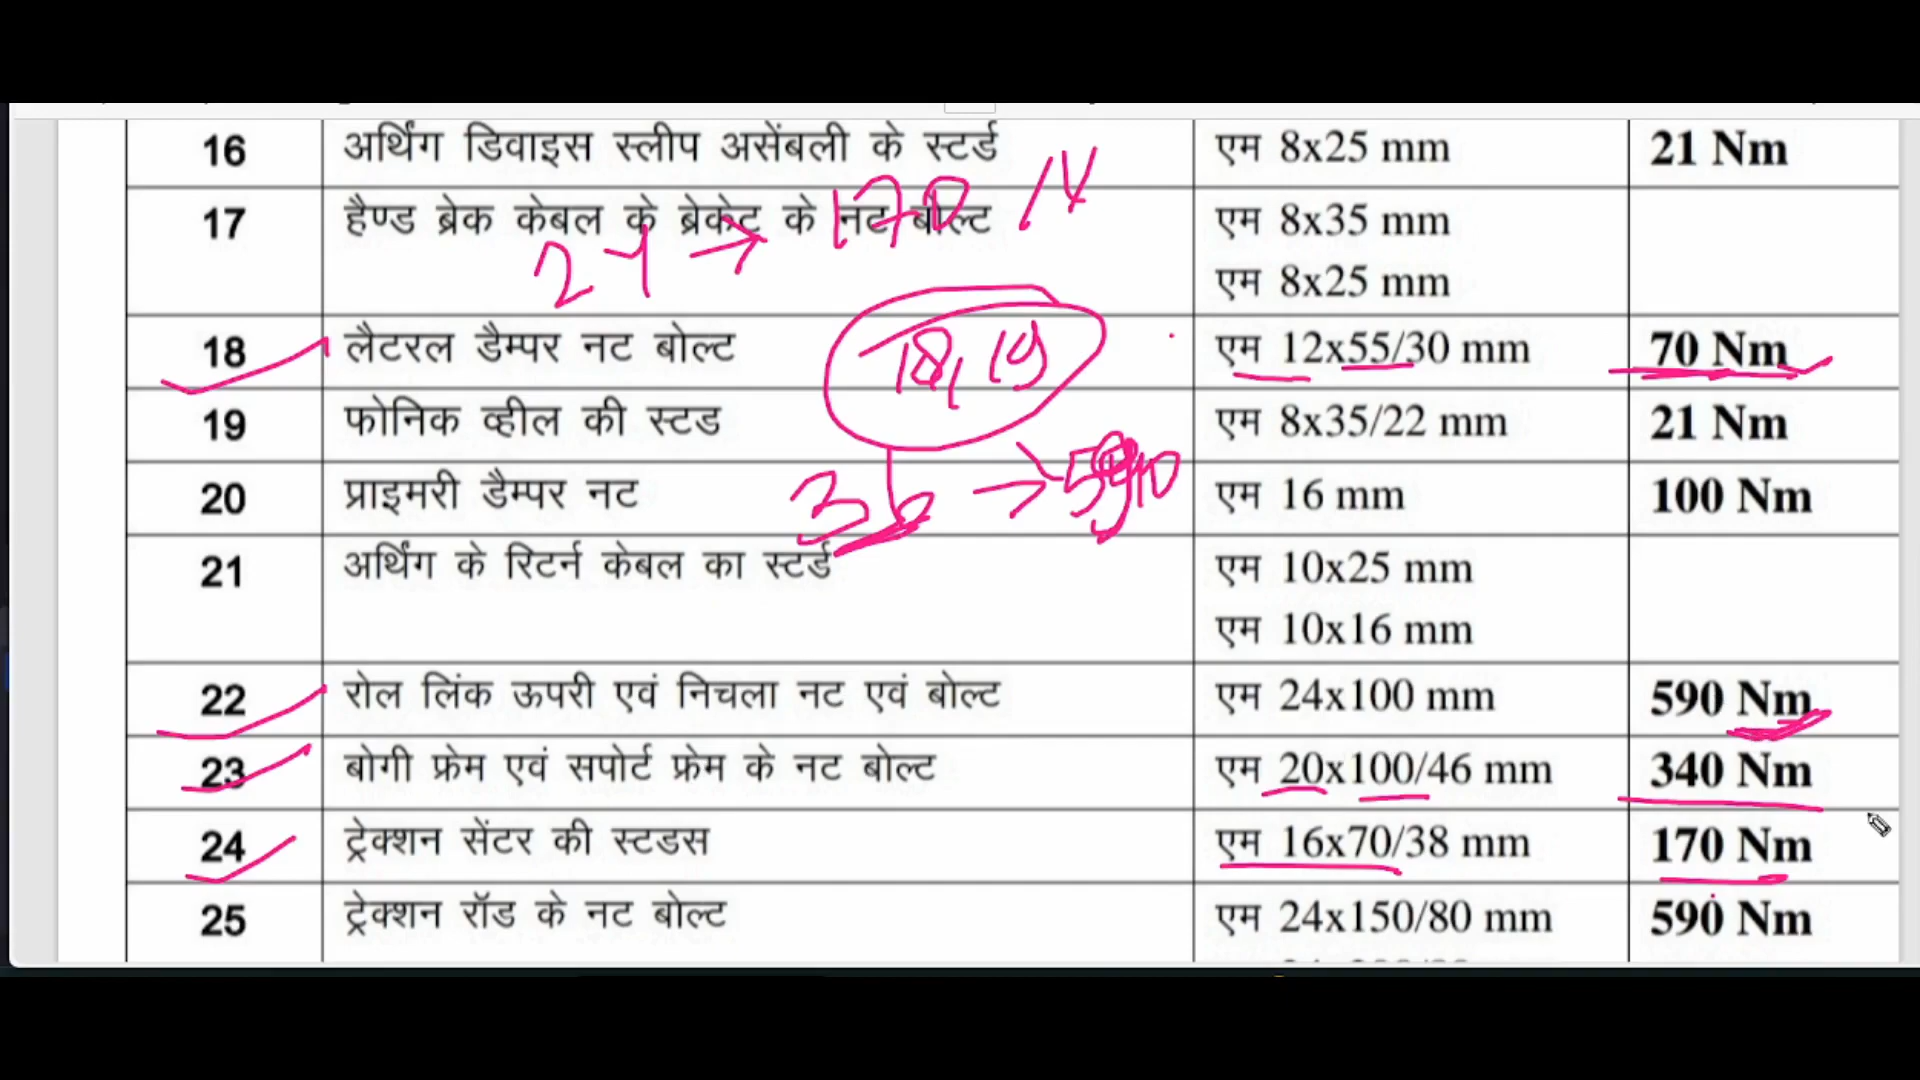 16 अर्थिंग डिवाइस स्लीप असेंबली के स्टर्ड एम 8x25 mm 21 Nm
17 हैण्ड ब्रेक केबल के ब्रेकेट के नट बोल्ट एम 8x35 mm
170 14
24 →
एम 8x25 mm
18 लैटरल डैम्पर नट बोल्ट एम 12x55/30 mm 70 Nm
18, 19
19 फोनिक व्हील की स्टड एम 8x35/22 mm 21 Nm
20 प्राइमरी डैम्पर नट एम 16 mm 100 Nm
36 →
21 अर्थिंग के रिटर्न केबल का स्टर्ड एम 10x25 mm
एम 10x16 mm
22 रोल लिंक ऊपरी एवं निचला नट एवं बोल्ट एम 24x100 mm 590 Nm
23 बोगी फ्रेम एवं सपोर्ट फ्रेम के नट बोल्ट एम 20x100/46 mm 340 Nm
24 ट्रेक्शन सेंटर की स्टडस एम 16x70/38 mm 170 Nm
25 ट्रेक्शन रॉड के नट बोल्ट एम 24x150/80 mm 590 Nm